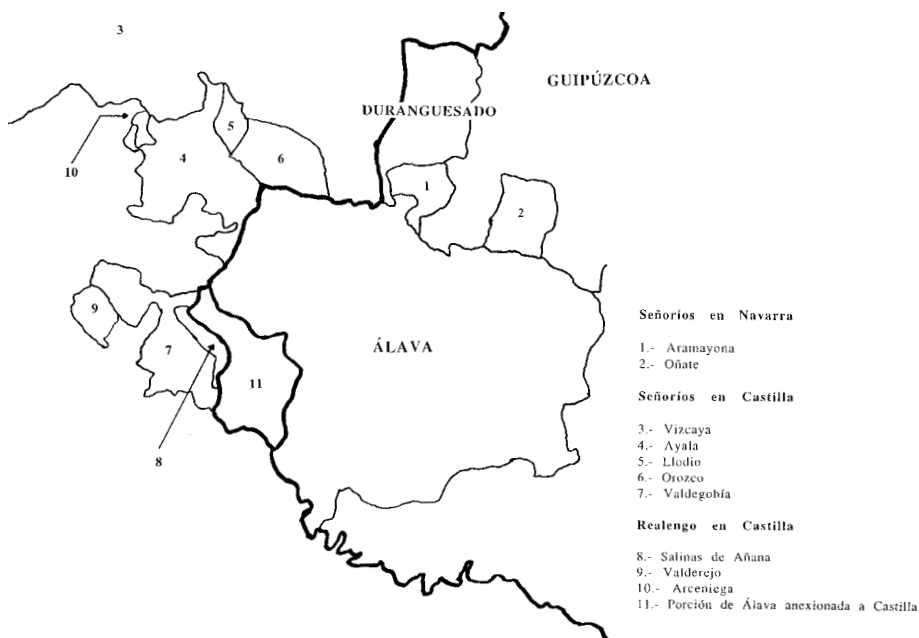 3
GUIPÚZCOA
DURANGUESADO
5
10
4
6
1
2
9
7
8
11
ÁLAVA
Señoríos en Navarra
1.- Aramayona
2.- Oñate
Señoríos en Castilla
3.- Vizcaya
4.- Ayala
5.- Llodio
6.- Orozco
7.- Valdegobía
Realengo en Castilla
8.- Salinas de Añana
9.- Valderejo
10.- Arceniega
11.- Porción de Álava anexionada a Castilla